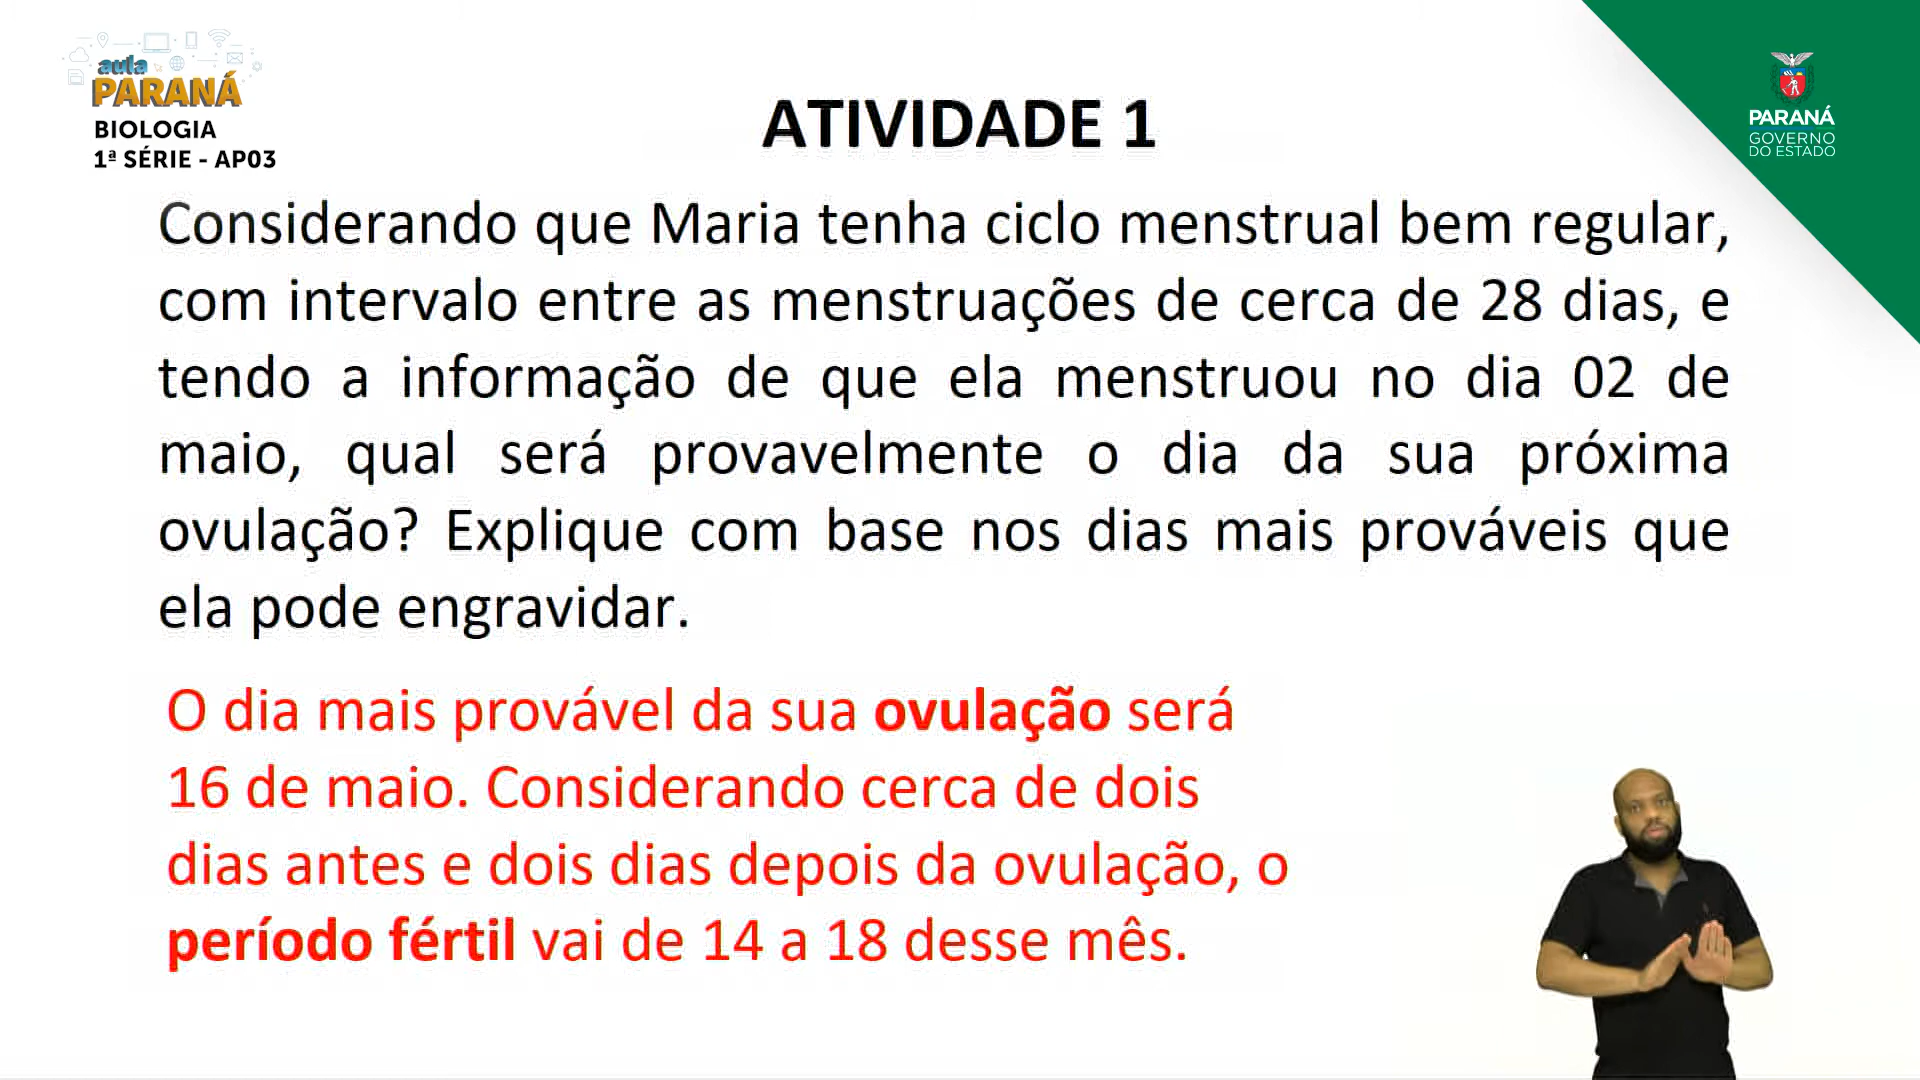 aula
PARANÁ
BIOLOGIA
1ª SÉRIE - AP03
PARANÁ
GOVERNO
DO ESTADO
ATIVIDADE 1
Considerando que Maria tenha ciclo menstrual bem regular,
com intervalo entre as menstruações de cerca de 28 dias, e
tendo a informação de que ela menstruou no dia 02 de
maio, qual será provavelmente o dia da sua próxima
ovulação? Explique com base nos dias mais prováveis que
ela pode engravidar.
O dia mais provável da sua ovulação será
16 de maio. Considerando cerca de dois
dias antes e dois dias depois da ovulação, o
período fértil vai de 14 a 18 desse mês.